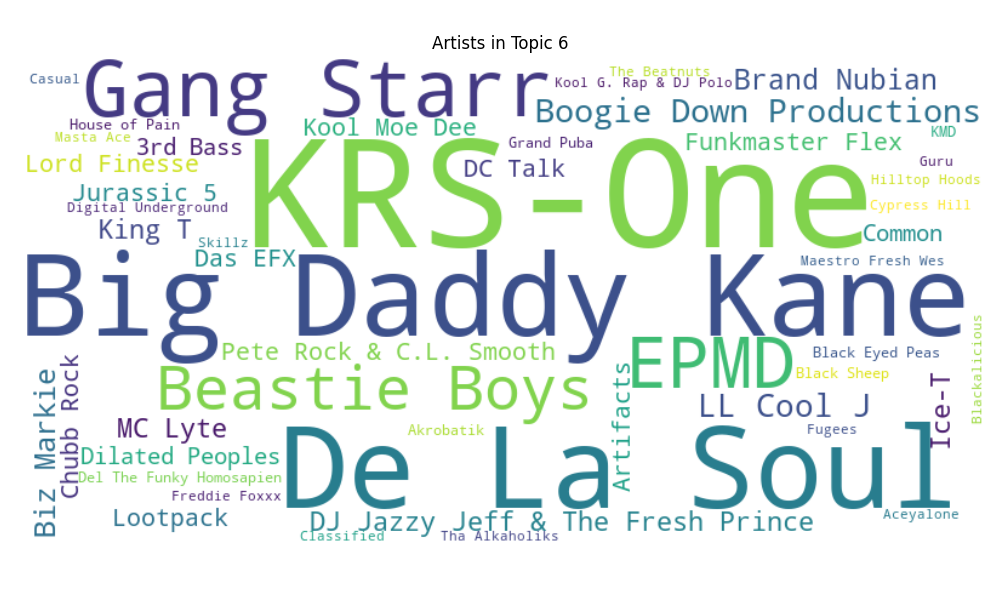 Artists in Topic 6
Gang Starr
Casual
The Beatnuts
Kool G. Rap & DJ Polo
Brand Nubian
Boogie Down Productions
House of Pain
Kool Moe Dee
Masta Ace
3rd Bass
Grand Puba
Funkmaster Flex
KMD
Lord Finesse
KRS-One
DC Talk
Guru
Hilltop Hoods
Jurassic 5
Digital Underground
Cypress Hill
King T
Skillz
Common
Das EFX
Maestro Fresh Wes
Big Daddy Kane
Pete Rock & C.L. Smooth
EPMD
Black Eyed Peas
Black Sheep
Blackalicious
Beastie Boys
Biz Markie
Chubb Rock
Artifacts
LL Cool J
Ice-T
MC Lyte
Akrobatik
Fugees
Dilated Peoples
De La Soul
Del The Funky Homosapien
Freddie Foxxx
Lootpack
DJ Jazzy Jeff & The Fresh Prince
Aceyalone
Classified
Tha Alkaholiks